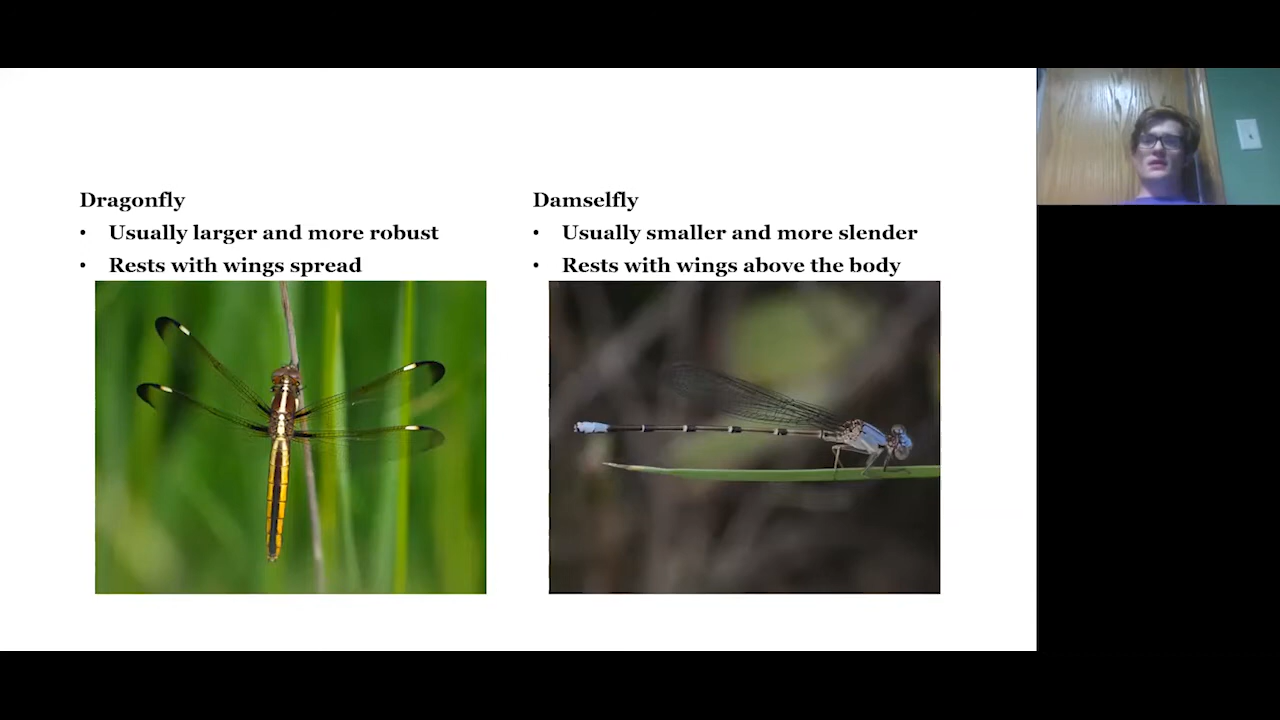 Dragonfly
• Usually larger and more robust
• Rests with wings spread
Damselfly
• Usually smaller and more slender
• Rests with wings above the body